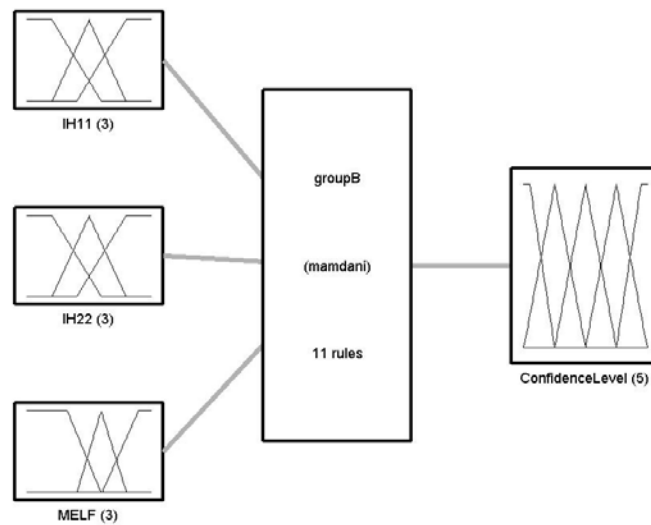 IH11 (3)
IH22 (3)
MELF (3)
groupB
(mamdani)
11 rules
ConfidenceLevel (5)